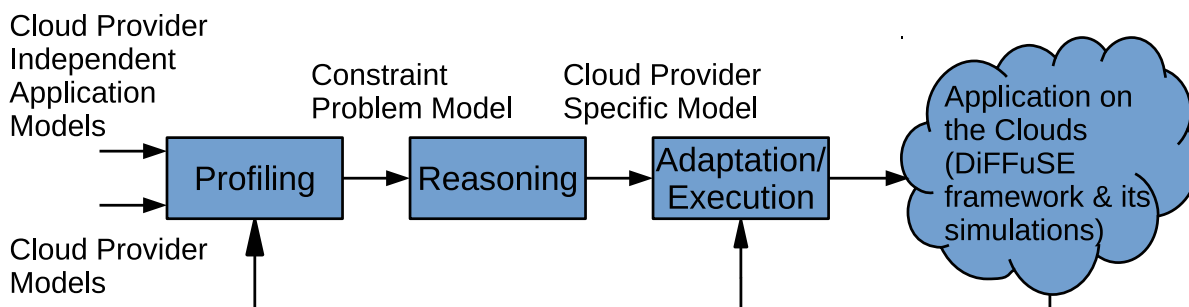 Cloud Provider
Independent
Application
Models
Constraint
Problem Model
Cloud Provider
Specific Model
Profiling
Reasoning
Adaptation/
Execution
Application on
the Clouds
(DiFFuSE
framework & its
simulations)
Cloud Provider
Models